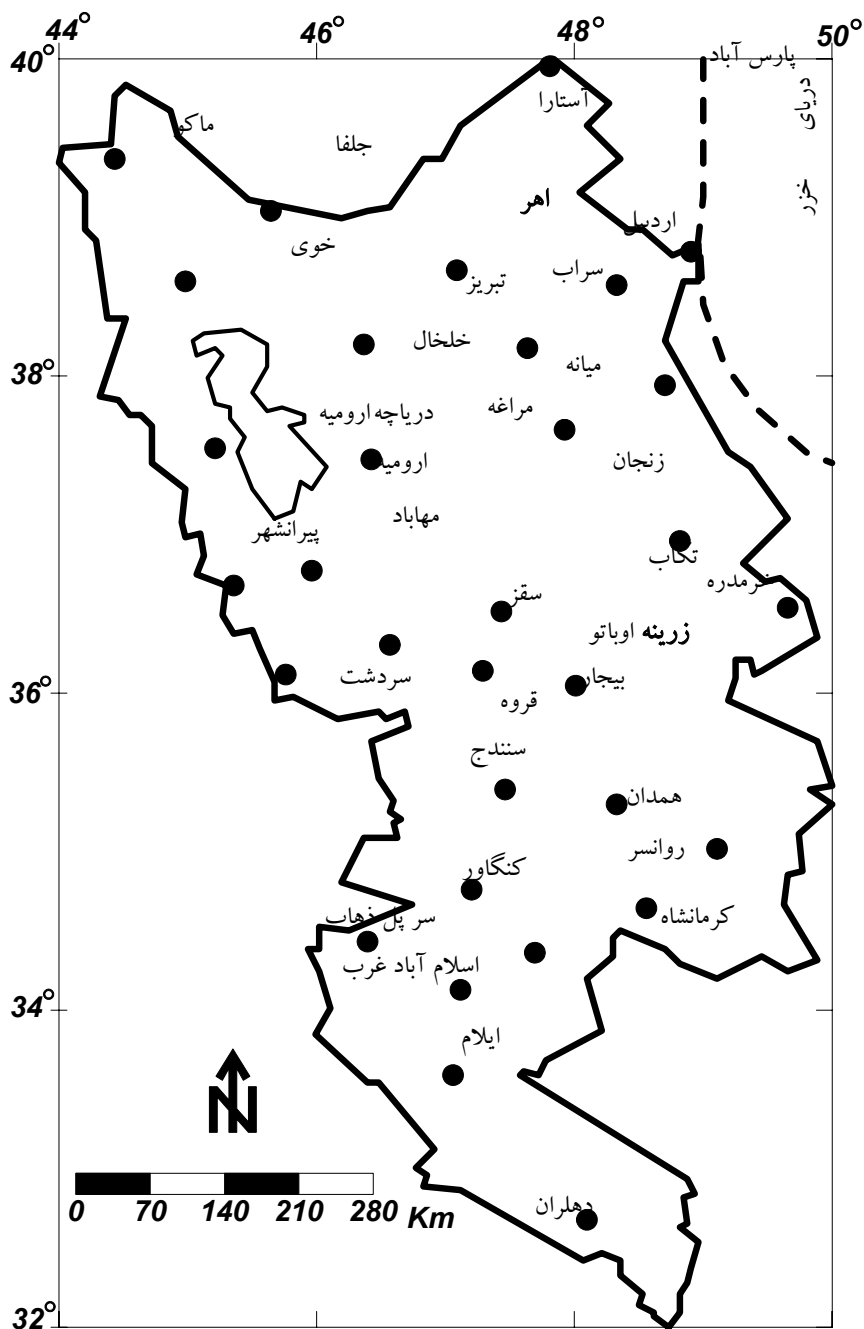 44° 46° 48° 50°
40°
پارس آباد
دریای
خزر
آستارا
ماکو
جلفا
اهر
اردبیل
خوی
سراب
تبریز
خلخال
میانه
38°
مراغه
دریاچه ارومیه
ارومیه
زنجان
مهاباد
پیرانشهر
تکاب
خرمدره
سقز
زرینه اوباتو
سردشت
بیجار
36°
قروه
سنندج
همدان
روانسر
کنگاور
کرمانشاه
سر پل ذهاب
اسلام آباد غرب
34°
ایلام
N
0 70 140 210 280 Km
دهلران
32°